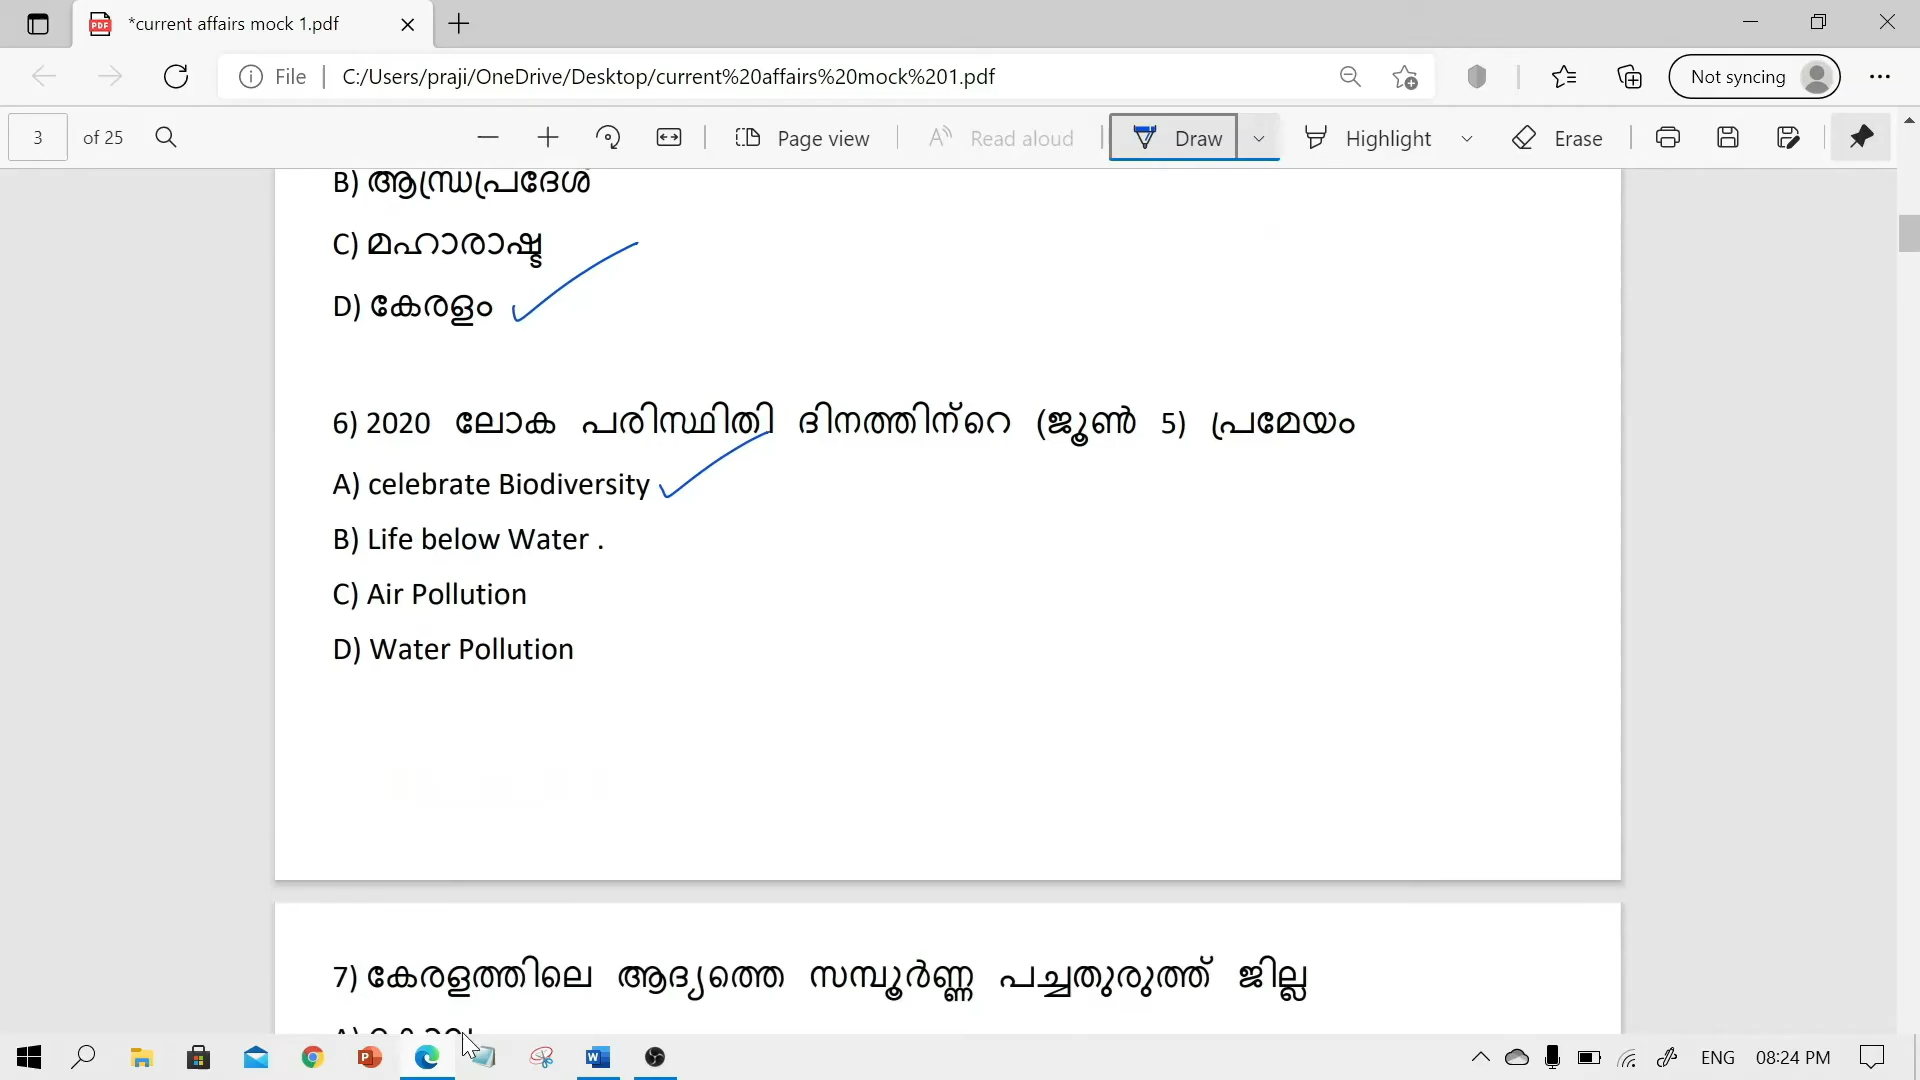 *current affairs mock 1.pdf
File
C:/Users/praji/OneDrive/Desktop/current%20affairs%20mock%201.pdf
Not syncing
3 of 25
Page view
Read aloud
Draw
Highlight
Erase
B) ആന്ധ്രപ്രദേശ്
C) മഹാരാഷ്ട്ര
D) കേരളം
6) 2020 ലോക പരിസ്ഥിതി ദിനത്തിന്റെ (ജൂൺ 5) പ്രമേയം
A) celebrate Biodiversity
B) Life below Water .
C) Air Pollution
D) Water Pollution
7) കേരളത്തിലെ ആദ്യത്തെ സമ്പൂർണ്ണ പച്ചതുരുത്ത് ജില്ല
ENG
08:24 PM